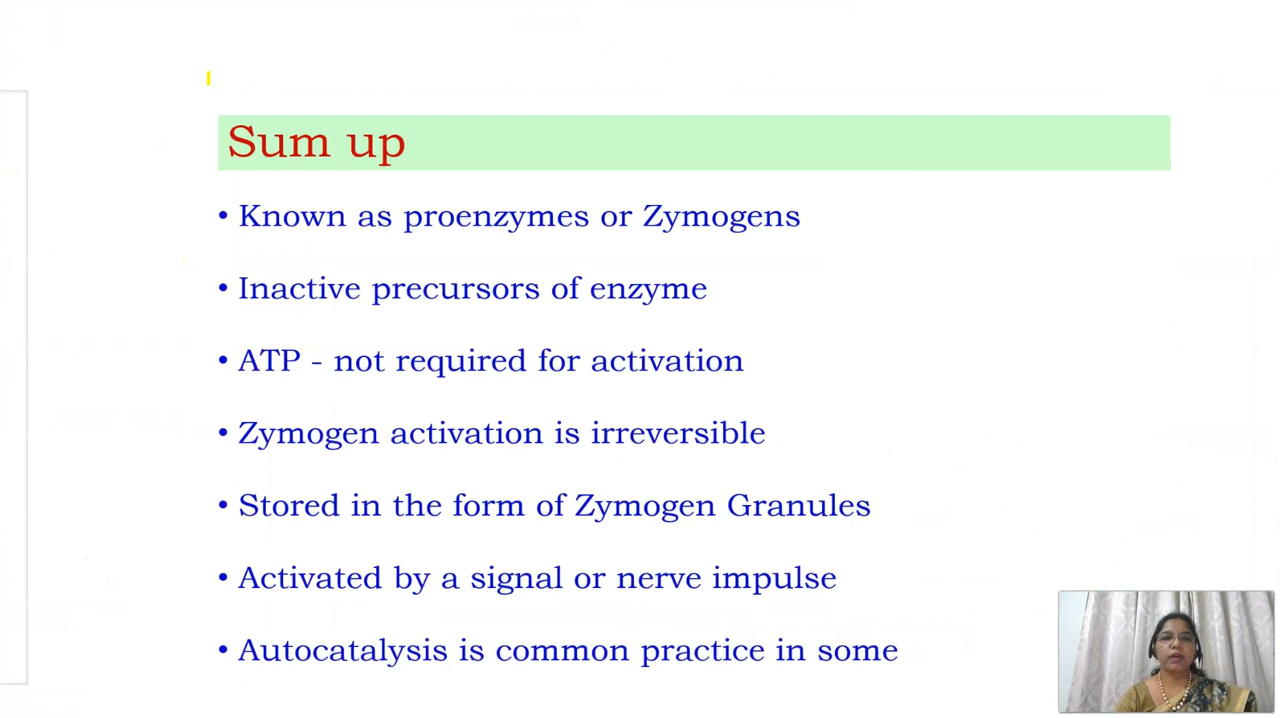 Sum up
• Known as proenzymes or Zymogens
• Inactive precursors of enzyme
• ATP - not required for activation
• Zymogen activation is irreversible
• Stored in the form of Zymogen Granules
• Activated by a signal or nerve impulse
• Autocatalysis is common practice in some